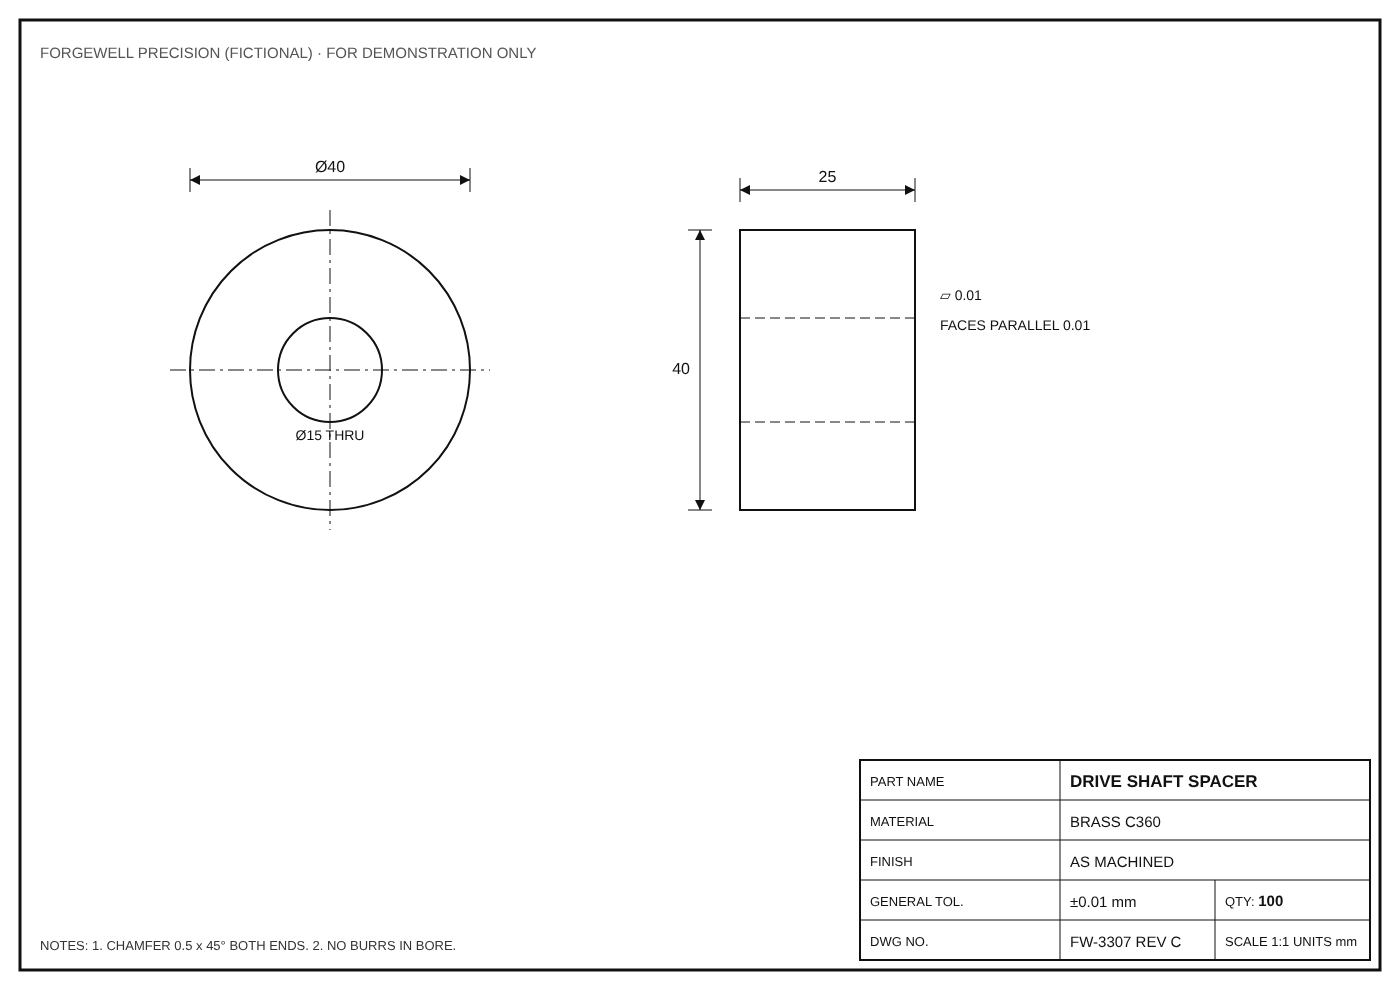 FORGEWELL PRECISION (FICTIONAL) · FOR DEMONSTRATION ONLY
Ø40
25
▱ 0.01
FACES PARALLEL 0.01
40
Ø15 THRU
PART NAME DRIVE SHAFT SPACER
MATERIAL BRASS C360
FINISH AS MACHINED
GENERAL TOL. ±0.01 mm QTY: 100
DWG NO. FW-3307 REV C SCALE 1:1 UNITS mm
NOTES: 1. CHAMFER 0.5 x 45° BOTH ENDS. 2. NO BURRS IN BORE.